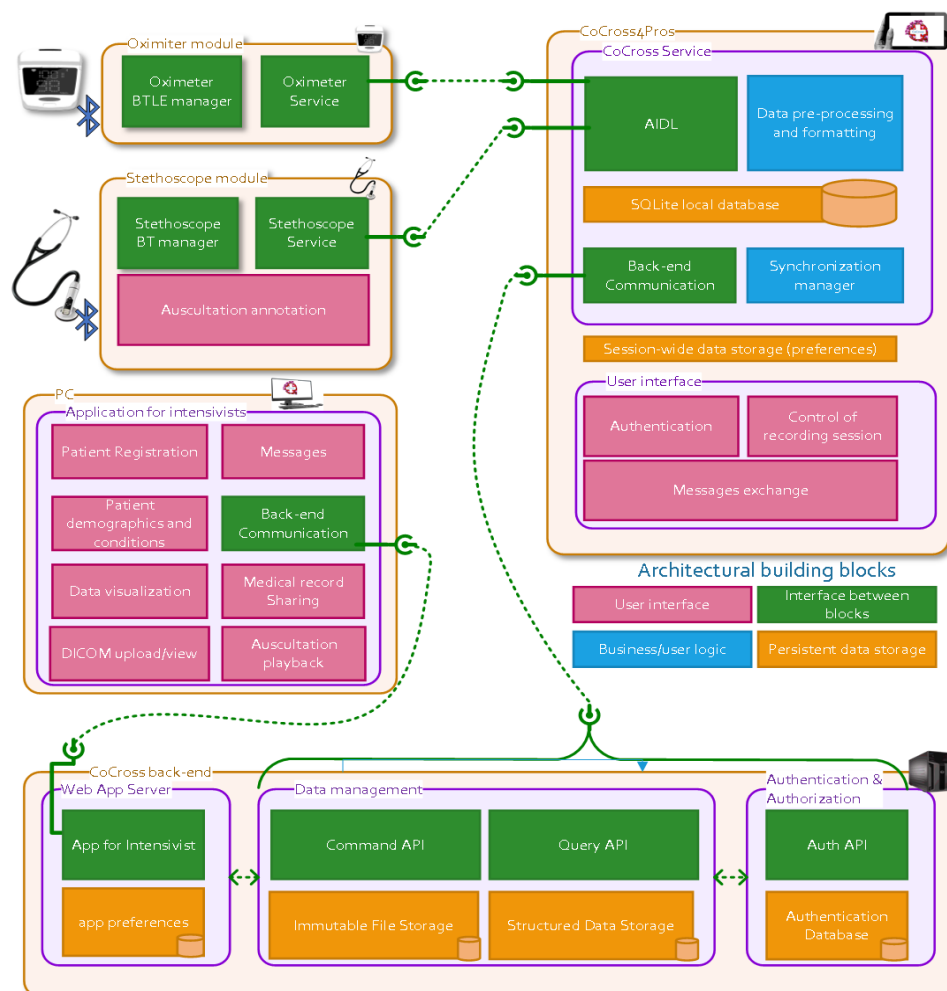 Oximiter module
Oximeter
BTLE manager
Oximeter
Service
Stethoscope module
Stethoscope
BT manager
Stethoscope
Service
Auscultation annotation
CoCross4Pros
CoCross Service
AIDL
Data pre-processing
and formatting
SQLite local database
Back-end
Communication
Synchronization
manager
Session-wide data storage (preferences)
User interface
Authentication
Control of
recording session
Messages exchange
PC
Application for intensivists
Patient Registration
Messages
Patient
demographics and
conditions
Back-end
Communication
Data visualization
Medical record
Sharing
DICOM upload/view
Auscultation
playback
Architectural building blocks
User interface
Interface between
blocks
Business/user logic
Persistent data storage
CoCross back-end
Web App Server
App for Intensivist
app preferences
Data management
Command API
Query API
Immutable File Storage
Structured Data Storage
Authentication &
Authorization
Auth API
Authentication
Database